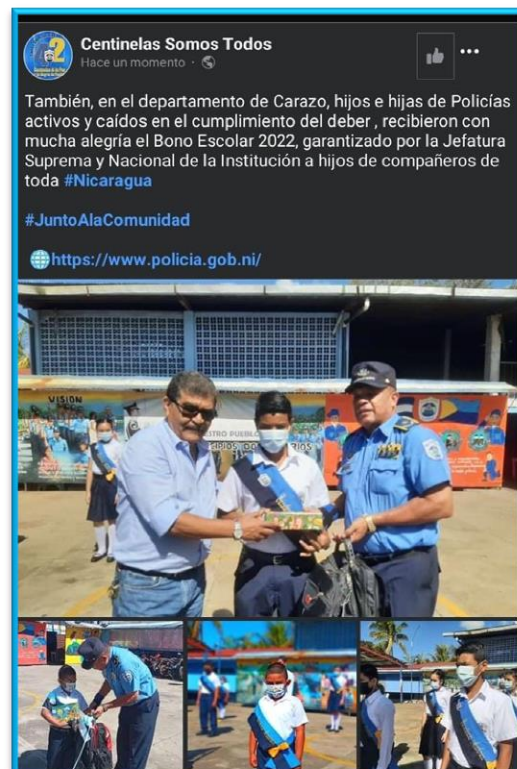 Centinelas Somos Todos
Hace un momento ·
También, en el departamento de Carazo, hijos e hijas de Policías
activos y caídos en el cumplimiento del deber , recibieron con
mucha alegría el Bono Escolar 2022, garantizado por la Jefatura
Suprema y Nacional de la Institución a hijos de compañeros de
toda #Nicaragua
#JuntoAlaComunidad
https://www.policia.gob.ni/
VISION